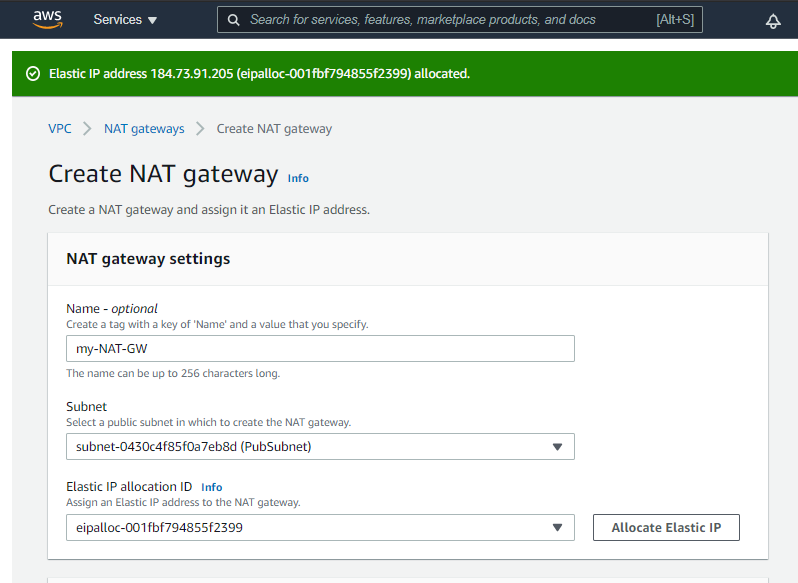 aws Services Search for services, features, marketplace products, and docs [Alt+S]
Elastic IP address 184.73.91.205 (eipalloc-001fbf794855f2399) allocated.
VPC NAT gateways Create NAT gateway
Create NAT gateway Info
Create a NAT gateway and assign it an Elastic IP address.
NAT gateway settings
Name - optional
Create a tag with a key of 'Name' and a value that you specify.
my-NAT-GW
The name can be up to 256 characters long.
Subnet
Select a public subnet in which to create the NAT gateway.
subnet-0430c4f85f0a7eb8d (PubSubnet)
Elastic IP allocation ID Info
Assign an Elastic IP address to the NAT gateway.
eipalloc-001fbf794855f2399 Allocate Elastic IP